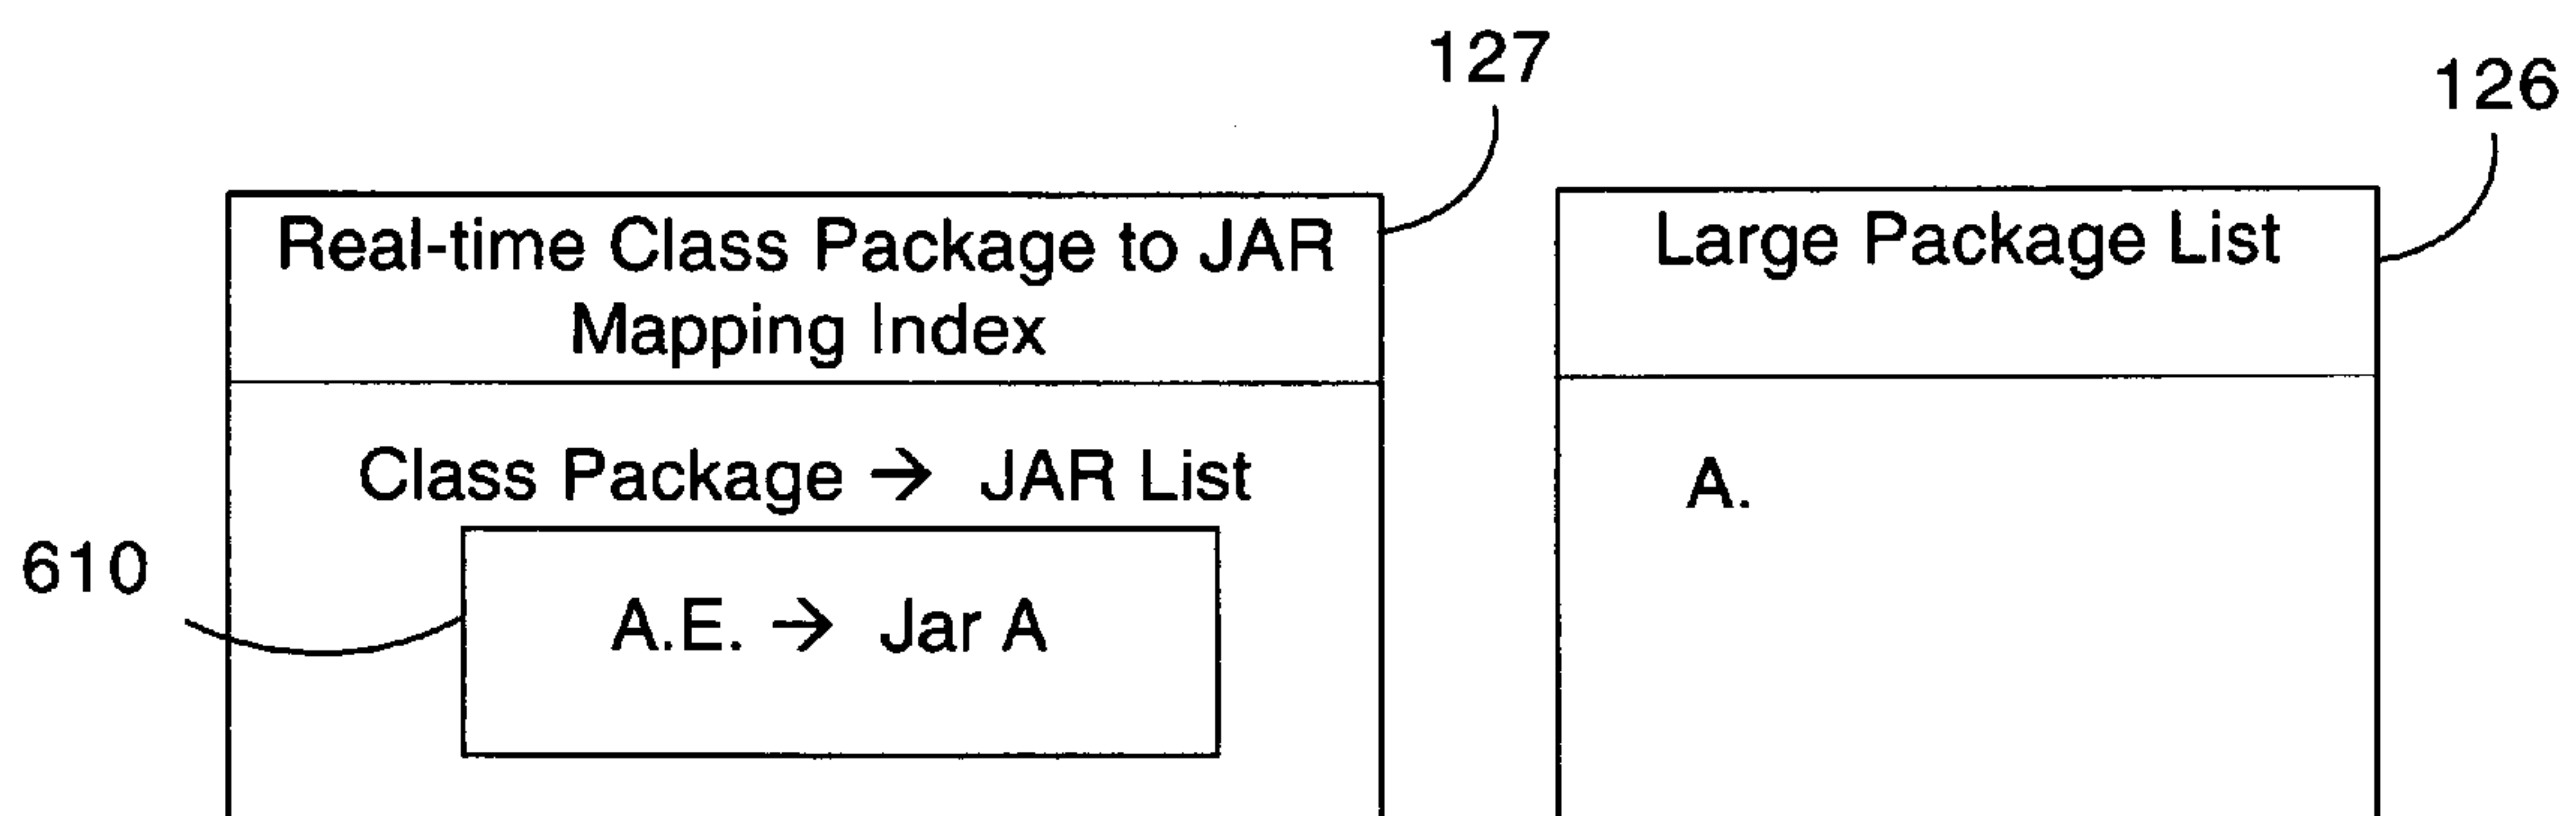 127
126
Real-time Class Package to JAR
Mapping Index
Large Package List
Class Package → JAR List
A.
610
A.E. → Jar A